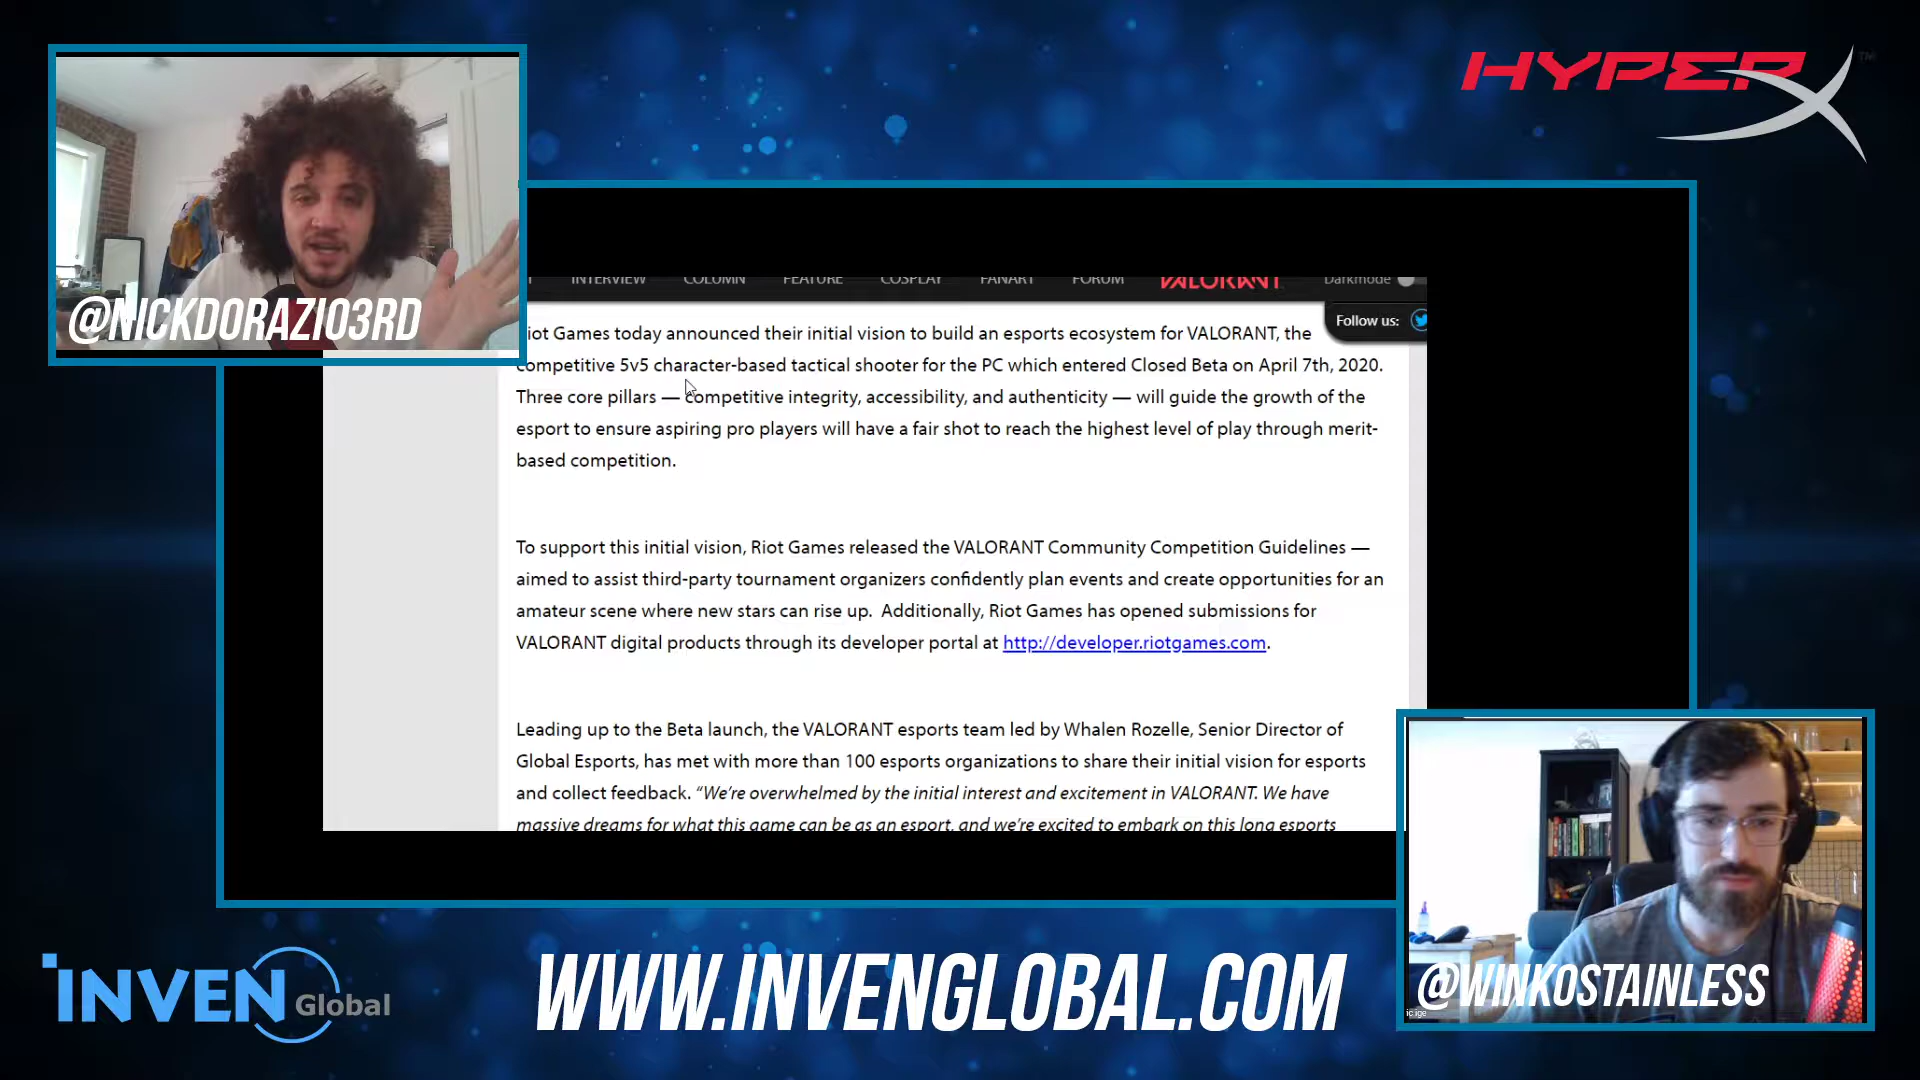 HYPERX
@NICKDORAZIO3RD
INTERVIEW COLUMN FEATURE COSPLAY FANART FORUM VALORANT Darkmode
Follow us:
Riot Games today announced their initial vision to build an esports ecosystem for VALORANT, the
competitive 5v5 character-based tactical shooter for the PC which entered Closed Beta on April 7th, 2020.
Three core pillars — competitive integrity, accessibility, and authenticity — will guide the growth of the
esport to ensure aspiring pro players will have a fair shot to reach the highest level of play through merit-
based competition.
To support this initial vision, Riot Games released the VALORANT Community Competition Guidelines —
aimed to assist third-party tournament organizers confidently plan events and create opportunities for an
amateur scene where new stars can rise up. Additionally, Riot Games has opened submissions for
VALORANT digital products through its developer portal at http://developer.riotgames.com.
Leading up to the Beta launch, the VALORANT esports team led by Whalen Rozelle, Senior Director of
Global Esports, has met with more than 100 esports organizations to share their initial vision for esports
and collect feedback. “We’re overwhelmed by the initial interest and excitement in VALORANT. We have
massive dreams for what this game can be as an esport, and we’re excited to embark on this long esports
@WINKOSTAINLESS
INVEN Global
WWW.INVENGLOBAL.COM